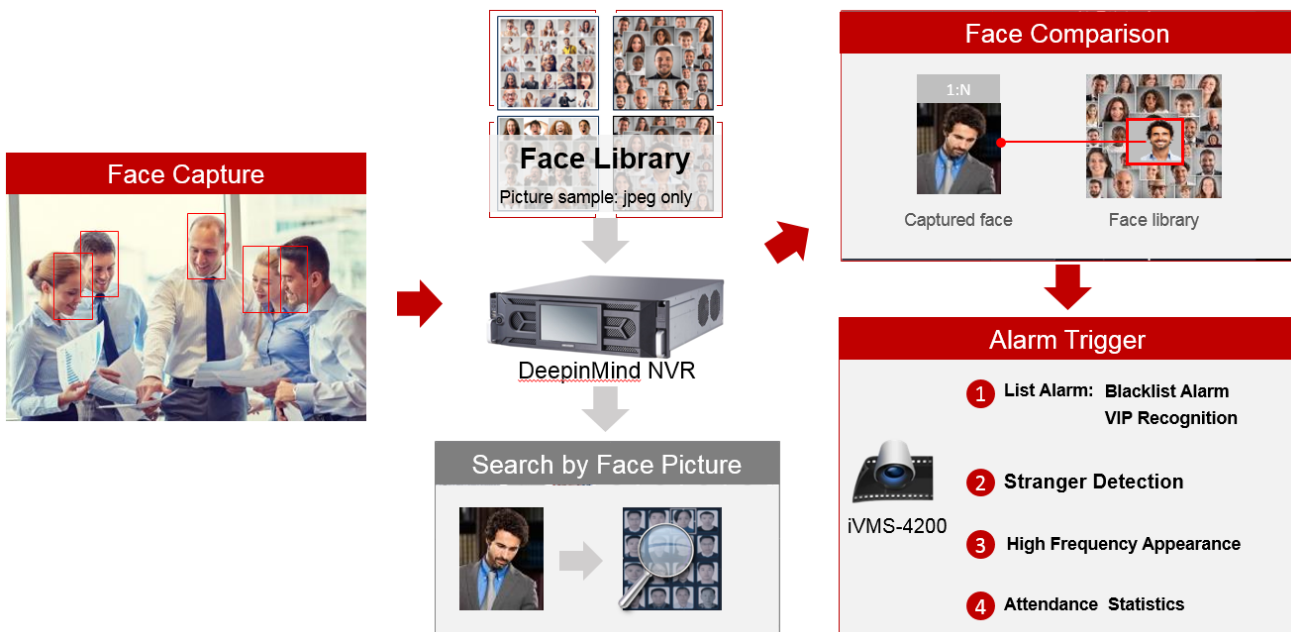 Face Capture
Face Library
Picture sample: jpeg only
DeepinMind NVR
Search by Face Picture
Face Comparison
1:N
Captured face
Face library
Alarm Trigger
iVMS-4200
1 List Alarm: Blacklist Alarm
VIP Recognition
2 Stranger Detection
3 High Frequency Appearance
4 Attendance Statistics